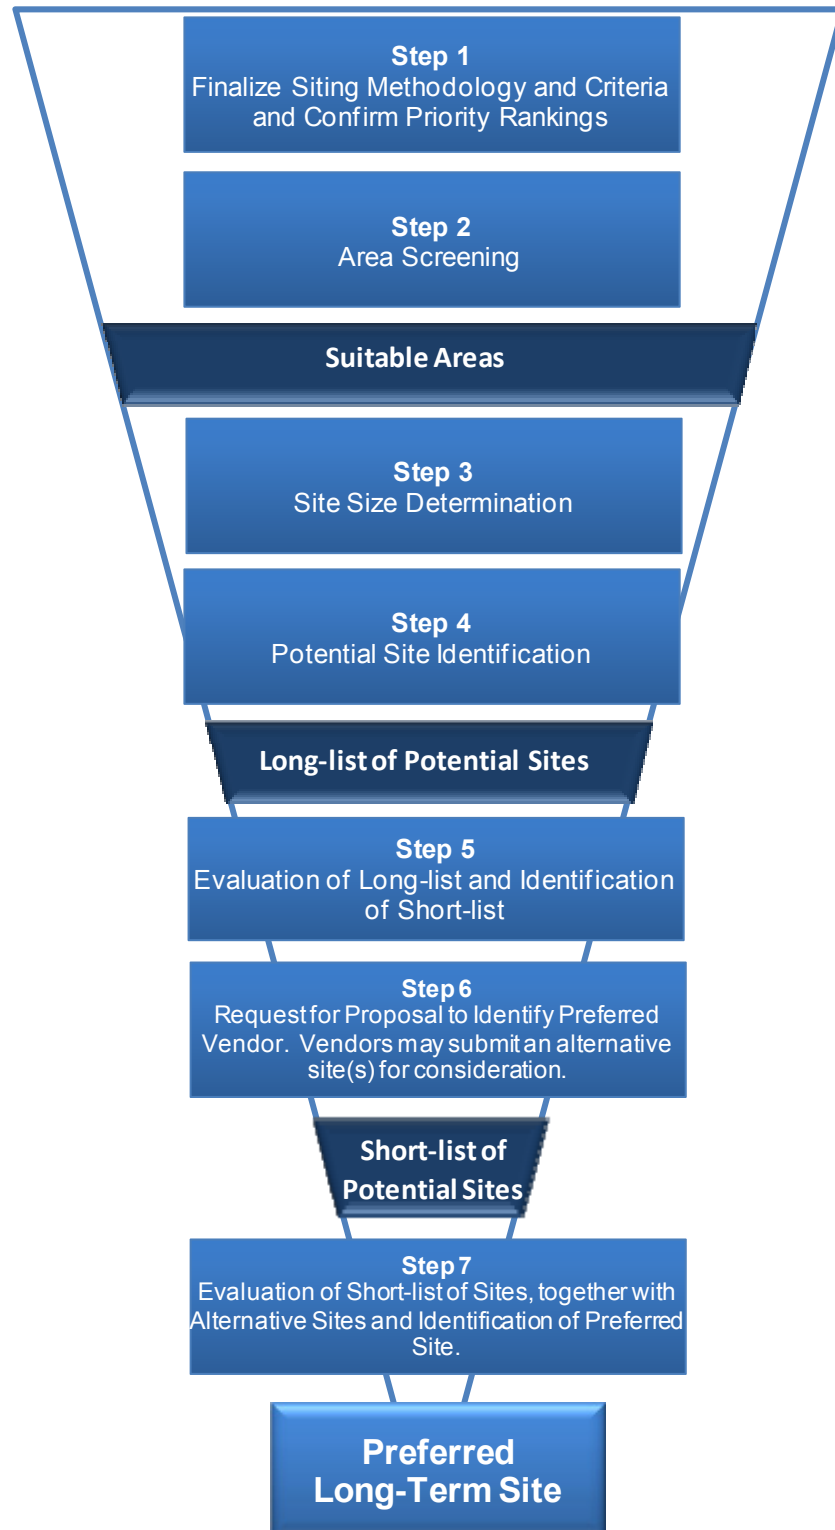 Step 1
Finalize Siting Methodology and Criteria
and Confirm Priority Rankings
Step 2
Area Screening
Suitable Areas
Step 3
Site Size Determination
Step 4
Potential Site Identification
Long-list of Potential Sites
Step 5
Evaluation of Long-list and Identification
of Short-list
Step 6
Request for Proposal to Identify Preferred
Vendor. Vendors may submit an alternative
site(s) for consideration.
Short-list of
Potential Sites
Step 7
Evaluation of Short-list of Sites, together with
Alternative Sites and Identification of Preferred
Site.
Preferred
Long-Term Site